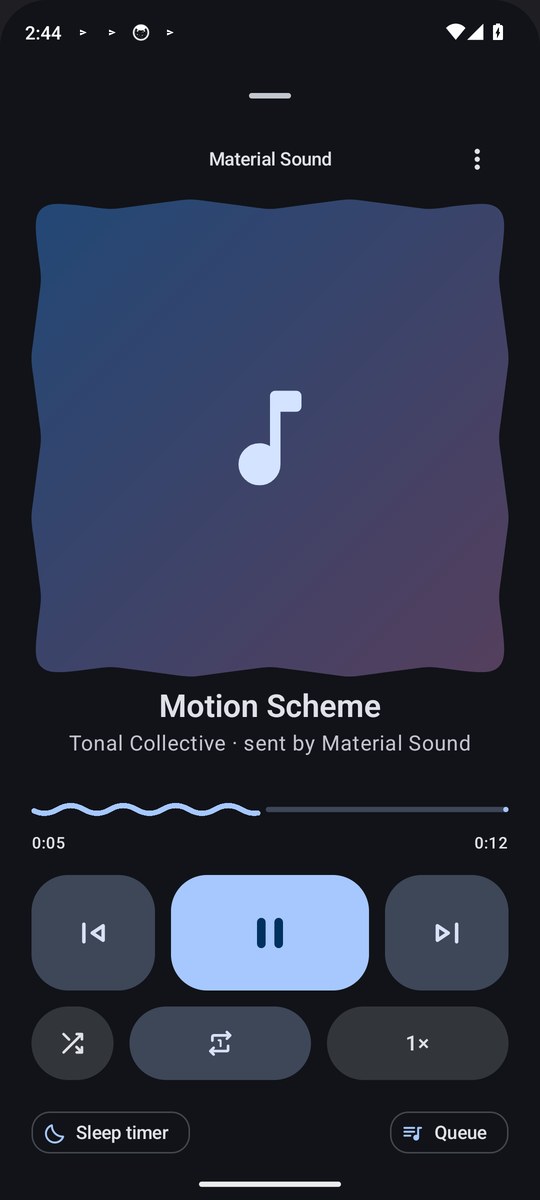 2:44
Material Sound
Motion Scheme
Tonal Collective · sent by Material Sound
0:05 0:12
1
1×
Sleep timer Queue